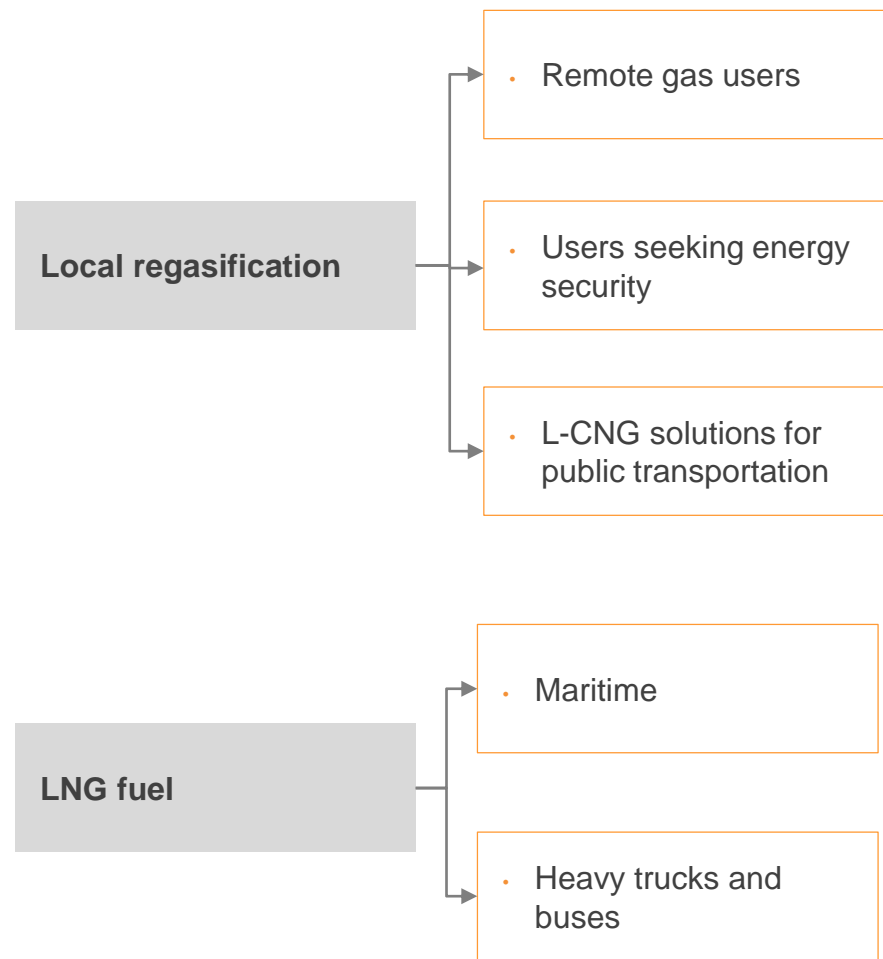 · Remote gas users
Local regasification
· Users seeking energy
security
· L-CNG solutions for
public transportation
· Maritime
LNG fuel
· Heavy trucks and
buses